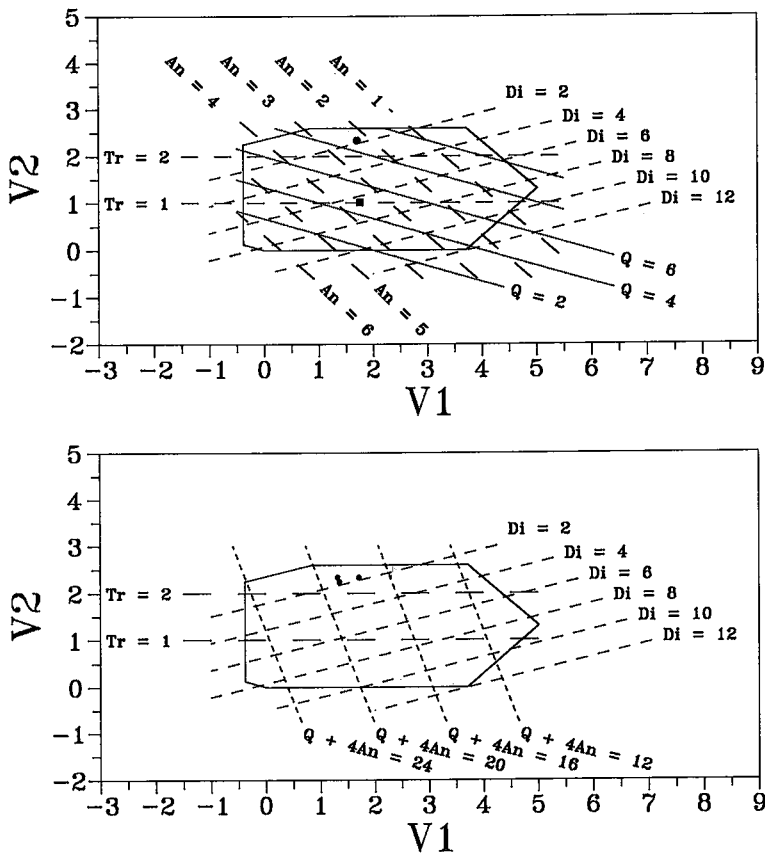 5
4
3
2
1
0
−1
−2
V2
An = 4
An = 3
An = 2
An = 1
Di = 2
Di = 4
Di = 6
Di = 8
Di = 10
Di = 12
Tr = 2
Tr = 1
An = 6
An = 5
Q = 2
Q = 4
Q = 6
−3 −2 −1 0 1 2 3 4 5 6 7 8 9
V1
5
4
3
2
1
0
−1
−2
V2
Di = 2
Di = 4
Di = 6
Di = 8
Di = 10
Di = 12
Tr = 2
Tr = 1
Q + 4An = 24
Q + 4An = 20
Q + 4An = 16
Q + 4An = 12
−3 −2 −1 0 1 2 3 4 5 6 7 8 9
V1